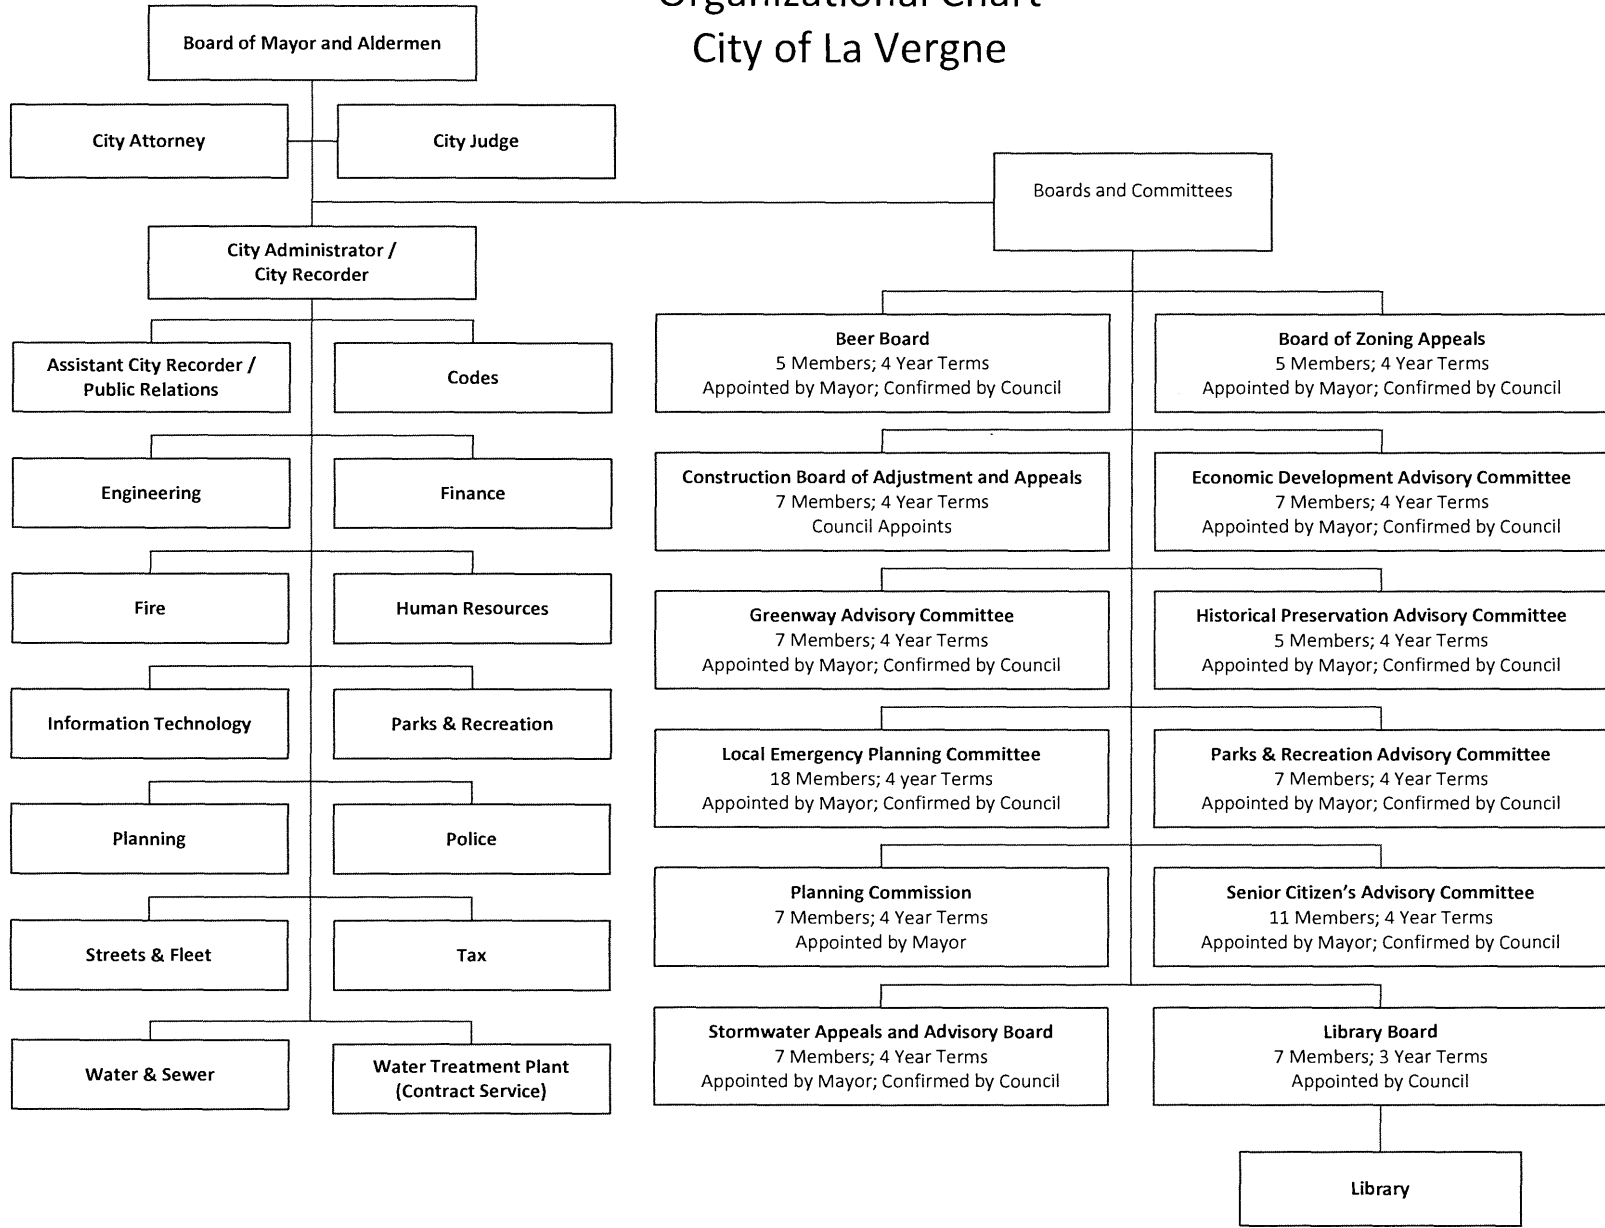 Organizational Chart
City of La Vergne
Board of Mayor and Aldermen
City Attorney
City Judge
Boards and Committees
City Administrator /
City Recorder
Assistant City Recorder /
Public Relations
Codes
Engineering
Finance
Fire
Human Resources
Information Technology
Parks & Recreation
Planning
Police
Streets & Fleet
Tax
Water & Sewer
Water Treatment Plant
(Contract Service)
Beer Board
5 Members; 4 Year Terms
Appointed by Mayor; Confirmed by Council
Board of Zoning Appeals
5 Members; 4 Year Terms
Appointed by Mayor; Confirmed by Council
Construction Board of Adjustment and Appeals
7 Members; 4 Year Terms
Council Appoints
Economic Development Advisory Committee
7 Members; 4 Year Terms
Appointed by Mayor; Confirmed by Council
Greenway Advisory Committee
7 Members; 4 Year Terms
Appointed by Mayor; Confirmed by Council
Historical Preservation Advisory Committee
5 Members; 4 Year Terms
Appointed by Mayor; Confirmed by Council
Local Emergency Planning Committee
18 Members; 4 year Terms
Appointed by Mayor; Confirmed by Council
Parks & Recreation Advisory Committee
7 Members; 4 Year Terms
Appointed by Mayor; Confirmed by Council
Planning Commission
7 Members; 4 Year Terms
Appointed by Mayor
Senior Citizen's Advisory Committee
11 Members; 4 Year Terms
Appointed by Mayor; Confirmed by Council
Stormwater Appeals and Advisory Board
7 Members; 4 Year Terms
Appointed by Mayor; Confirmed by Council
Library Board
7 Members; 3 Year Terms
Appointed by Council
Library